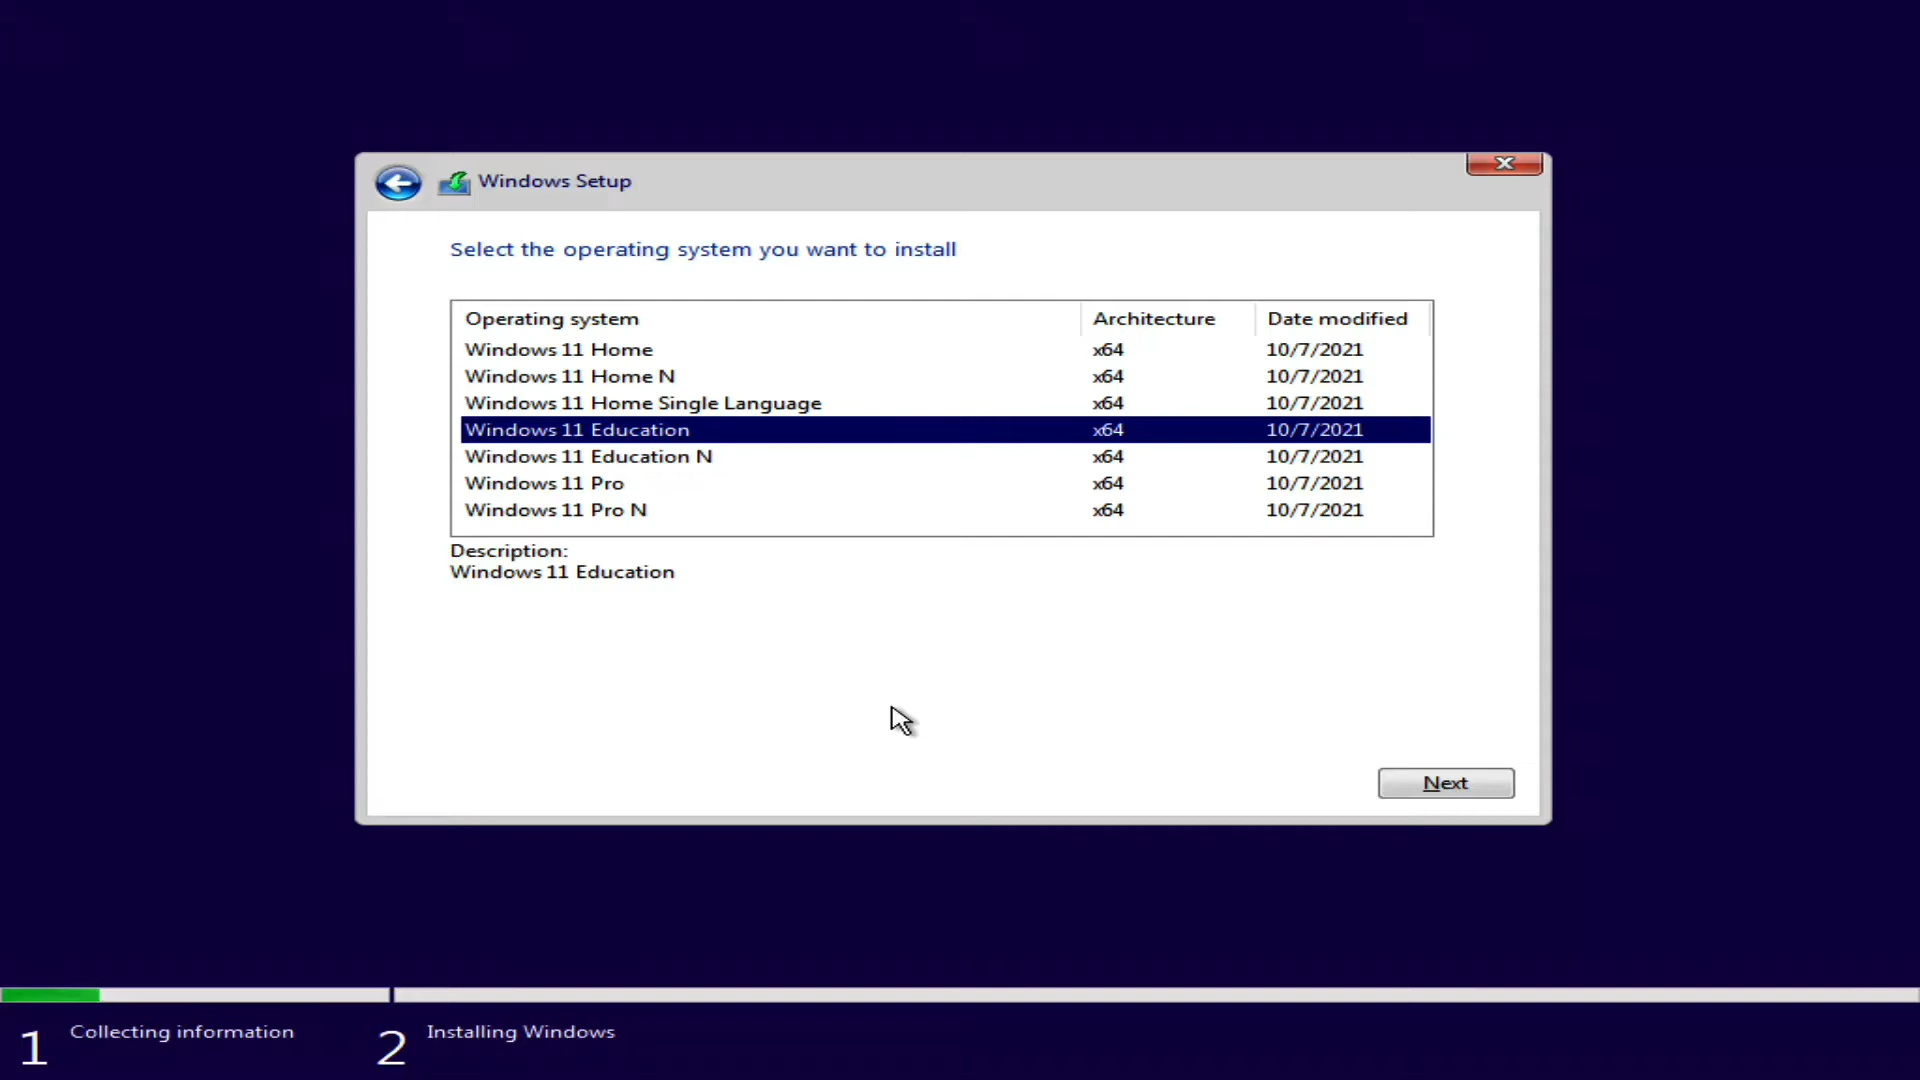 Windows Setup
Select the operating system you want to install
Operating system Architecture Date modified
Windows 11 Home x64 10/7/2021
Windows 11 Home N x64 10/7/2021
Windows 11 Home Single Language x64 10/7/2021
Windows 11 Education x64 10/7/2021
Windows 11 Education N x64 10/7/2021
Windows 11 Pro x64 10/7/2021
Windows 11 Pro N x64 10/7/2021
Description:
Windows 11 Education
Next
1 Collecting information 2 Installing Windows